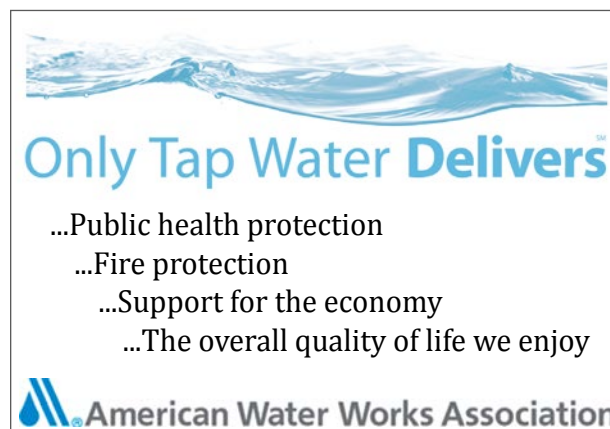 Only Tap Water Delivers℠
...Public health protection
...Fire protection
...Support for the economy
...The overall quality of life we enjoy
®American Water Works Association